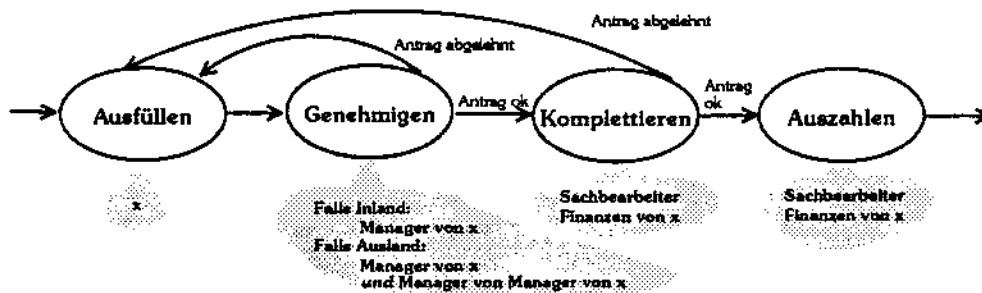 Antrag abgelehnt
Antrag abgelehnt
Ausfüllen
Genehmigen
Antrag ok
Komplettieren
Antrag
ok
Auszahlen
x
Falls Inland:
Manager von x
Falls Ausland:
Manager von x
und Manager von Manager von x
Sachbearbeiter
Finanzen von x
Sachbearbeiter
Finanzen von x